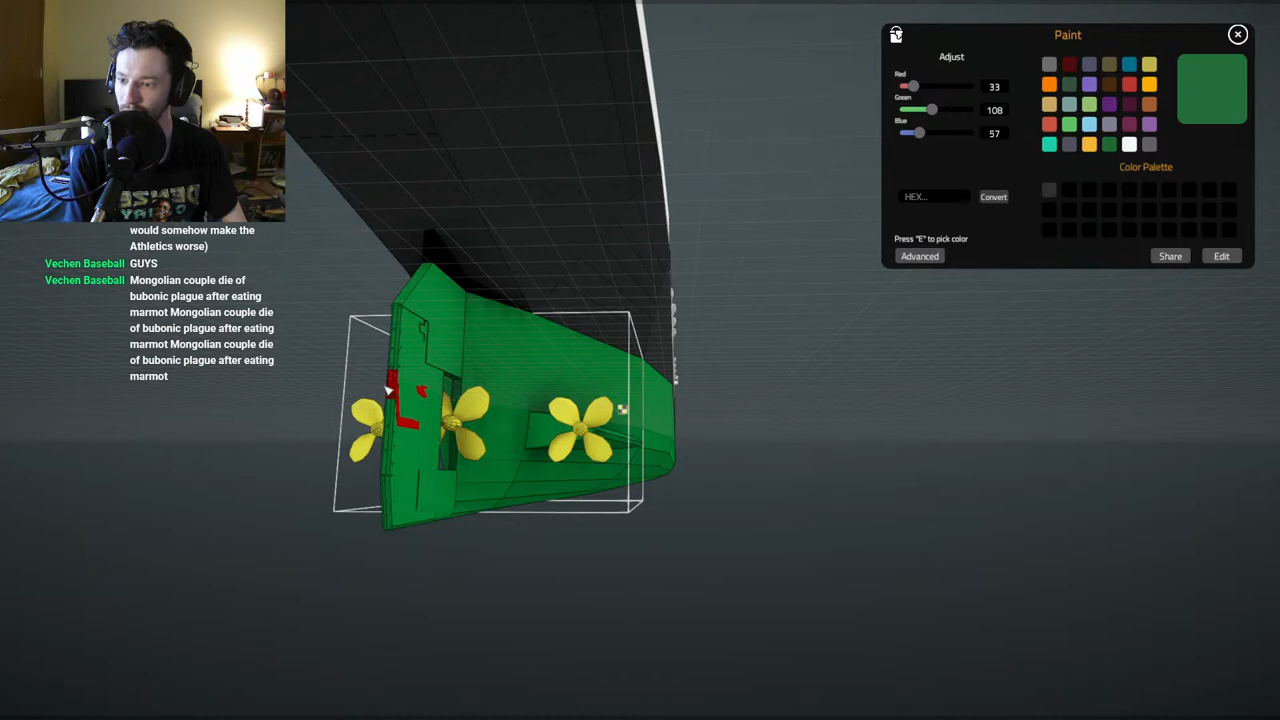 would somehow make the
Athletics worse)
Vechen Baseball GUYS
Vechen Baseball Mongolian couple die of
bubonic plague after eating
marmot Mongolian couple die
of bubonic plague after eating
marmot Mongolian couple die
of bubonic plague after eating
marmot
Paint
Adjust
Red
33
Green
108
Blue
57
HEX...
Convert
Color Palette
Press "E" to pick color
Advanced
Share
Edit